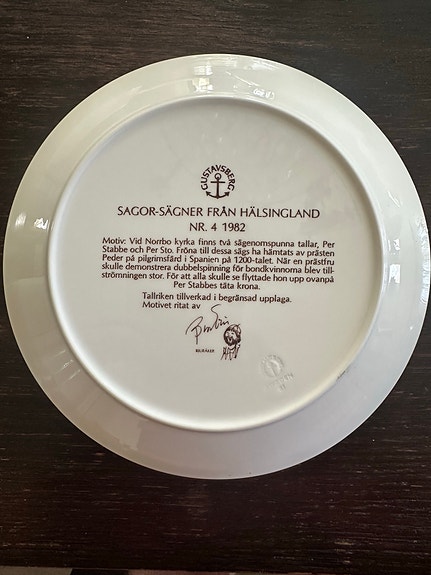 GUSTAVSBERG
SAGOR-SÄGNER FRÅN HÄLSINGLAND
NR. 4 1982
Motiv: Vid Norrbo kyrka finns två sägenomspunna tallar, Per
Stabbe och Per Sto. Fröna till dessa sägs ha hämtats av prästen
Peder på pilgrimsfärd i Spanien på 1200-talet. När en prästfru
skulle demonstrera dubbelspinning för bondkvinnorna blev till-
strömningen stor. För att alla skulle se flyttade hon upp ovanpå
Per Stabbes täta krona.
Tallriken tillverkad i begränsad upplaga.
Motivet ritat av